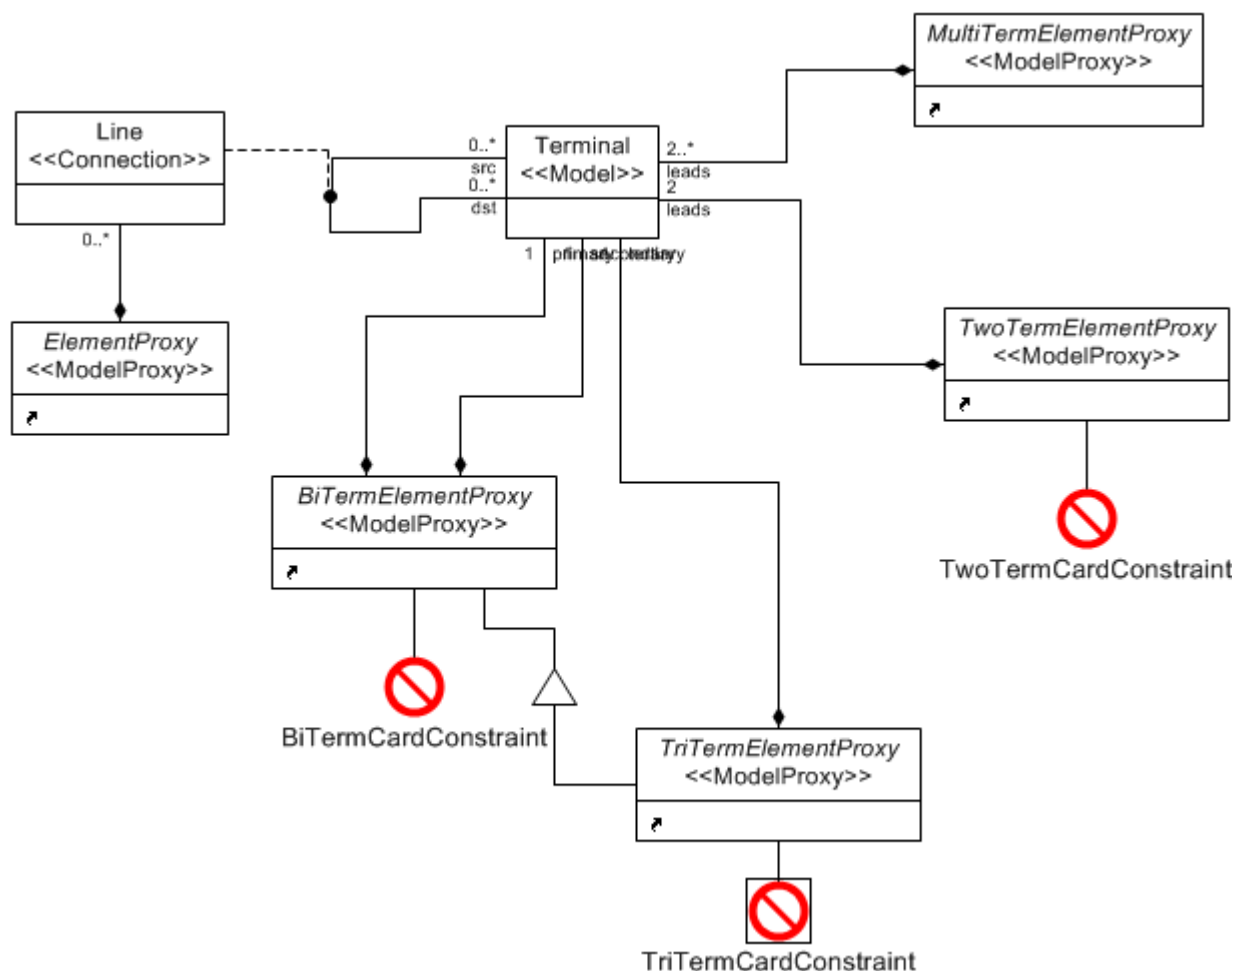 MultiTermElementProxy
<<ModelProxy>>
Line
<<Connection>>
0..*
src
0..*
dst
Terminal
<<Model>>
2..*
leads
2
leads
0..*
1
ElementProxy
<<ModelProxy>>
TwoTermElementProxy
<<ModelProxy>>
BiTermElementProxy
<<ModelProxy>>
TwoTermCardConstraint
BiTermCardConstraint
TriTermElementProxy
<<ModelProxy>>
TriTermCardConstraint